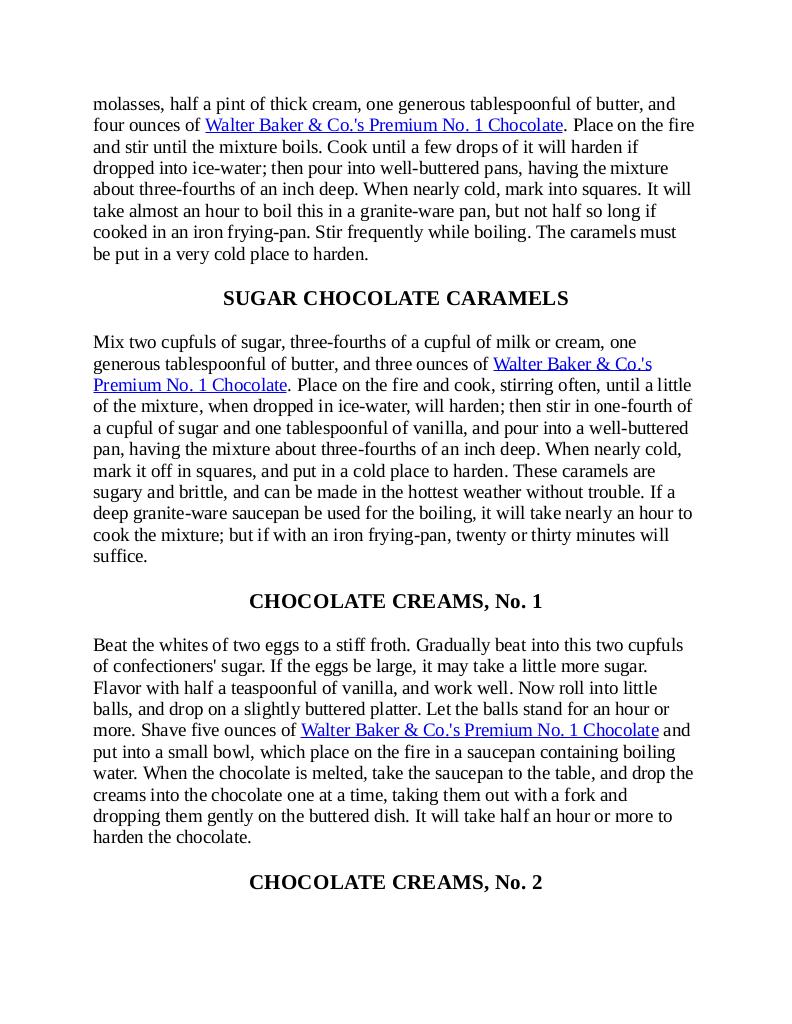 molasses, half a pint of thick cream, one generous tablespoonful of butter, and
four ounces of Walter Baker & Co.'s Premium No. 1 Chocolate. Place on the fire
and stir until the mixture boils. Cook until a few drops of it will harden if
dropped into ice-water; then pour into well-buttered pans, having the mixture
about three-fourths of an inch deep. When nearly cold, mark into squares. It will
take almost an hour to boil this in a granite-ware pan, but not half so long if
cooked in an iron frying-pan. Stir frequently while boiling. The caramels must
be put in a very cold place to harden.
SUGAR CHOCOLATE CARAMELS
Mix two cupfuls of sugar, three-fourths of a cupful of milk or cream, one
generous tablespoonful of butter, and three ounces of Walter Baker & Co.'s
Premium No. 1 Chocolate. Place on the fire and cook, stirring often, until a little
of the mixture, when dropped in ice-water, will harden; then stir in one-fourth of
a cupful of sugar and one tablespoonful of vanilla, and pour into a well-buttered
pan, having the mixture about three-fourths of an inch deep. When nearly cold,
mark it off in squares, and put in a cold place to harden. These caramels are
sugary and brittle, and can be made in the hottest weather without trouble. If a
deep granite-ware saucepan be used for the boiling, it will take nearly an hour to
cook the mixture; but if with an iron frying-pan, twenty or thirty minutes will
suffice.
CHOCOLATE CREAMS, No. 1
Beat the whites of two eggs to a stiff froth. Gradually beat into this two cupfuls
of confectioners' sugar. If the eggs be large, it may take a little more sugar.
Flavor with half a teaspoonful of vanilla, and work well. Now roll into little
balls, and drop on a slightly buttered platter. Let the balls stand for an hour or
more. Shave five ounces of Walter Baker & Co.'s Premium No. 1 Chocolate and
put into a small bowl, which place on the fire in a saucepan containing boiling
water. When the chocolate is melted, take the saucepan to the table, and drop the
creams into the chocolate one at a time, taking them out with a fork and
dropping them gently on the buttered dish. It will take half an hour or more to
harden the chocolate.
CHOCOLATE CREAMS, No. 2